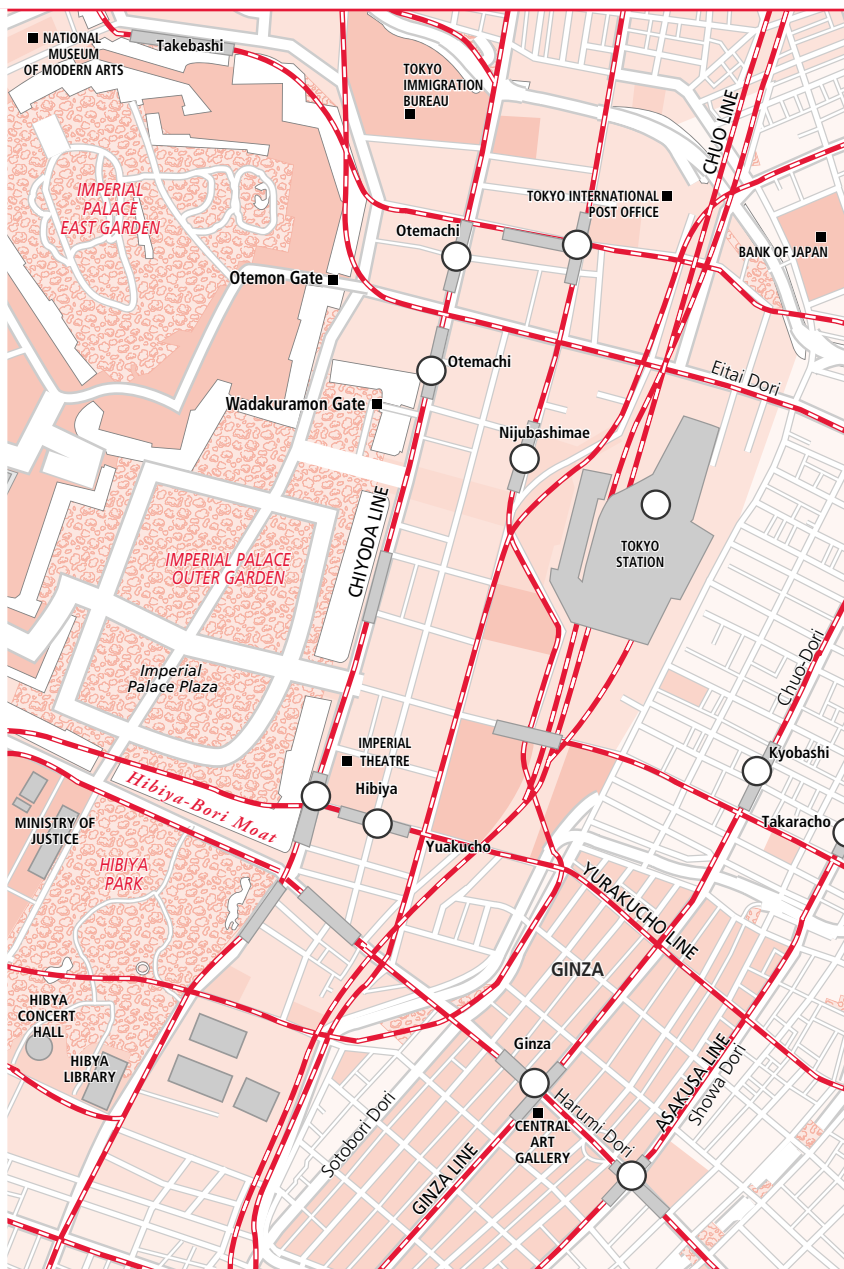 NATIONAL
MUSEUM
OF MODERN ARTS
Takebashi
TOKYO
IMMIGRATION
BUREAU
CHUO LINE
IMPERIAL
PALACE
EAST GARDEN
TOKYO INTERNATIONAL
POST OFFICE
Otemachi
BANK OF JAPAN
Otemon Gate
Otemachi
Eitai Dori
Wadakuramon Gate
Nijubashimae
CHIYODA LINE
TOKYO
STATION
IMPERIAL PALACE
OUTER GARDEN
Imperial
Palace Plaza
Chuo-Dori
IMPERIAL
THEATRE
Kyobashi
Hibiya
Hibiya-Bori Moat
MINISTRY OF
JUSTICE
Takaracho
Yuakucho
HIBIYA
PARK
YURAKUCHO LINE
GINZA
HIBYA
CONCERT
HALL
HIBYA
LIBRARY
Ginza
ASAKUSA LINE
Showa Dori
Harumi Dori
Sotobori Dori
CENTRAL
ART
GALLERY
GINZA LINE